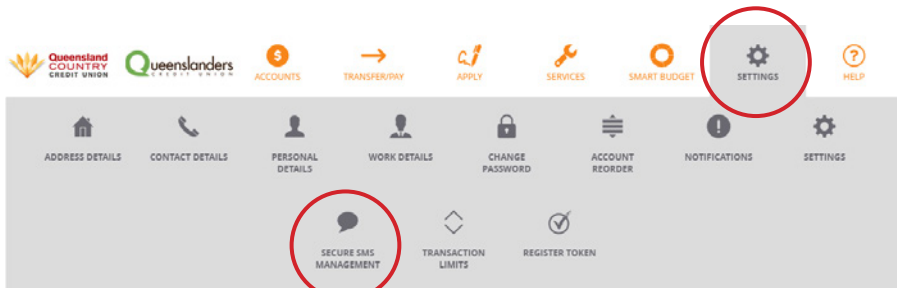 Queensland
COUNTRY
CREDIT UNION
Queenslanders
CREDIT UNION
$
ACCOUNTS
TRANSFER/PAY
APPLY
SERVICES
SMART BUDGET
SETTINGS
?
HELP
ADDRESS DETAILS
CONTACT DETAILS
PERSONAL
DETAILS
WORK DETAILS
CHANGE
PASSWORD
ACCOUNT
REORDER
NOTIFICATIONS
SETTINGS
SECURE SMS
MANAGEMENT
TRANSACTION
LIMITS
REGISTER TOKEN